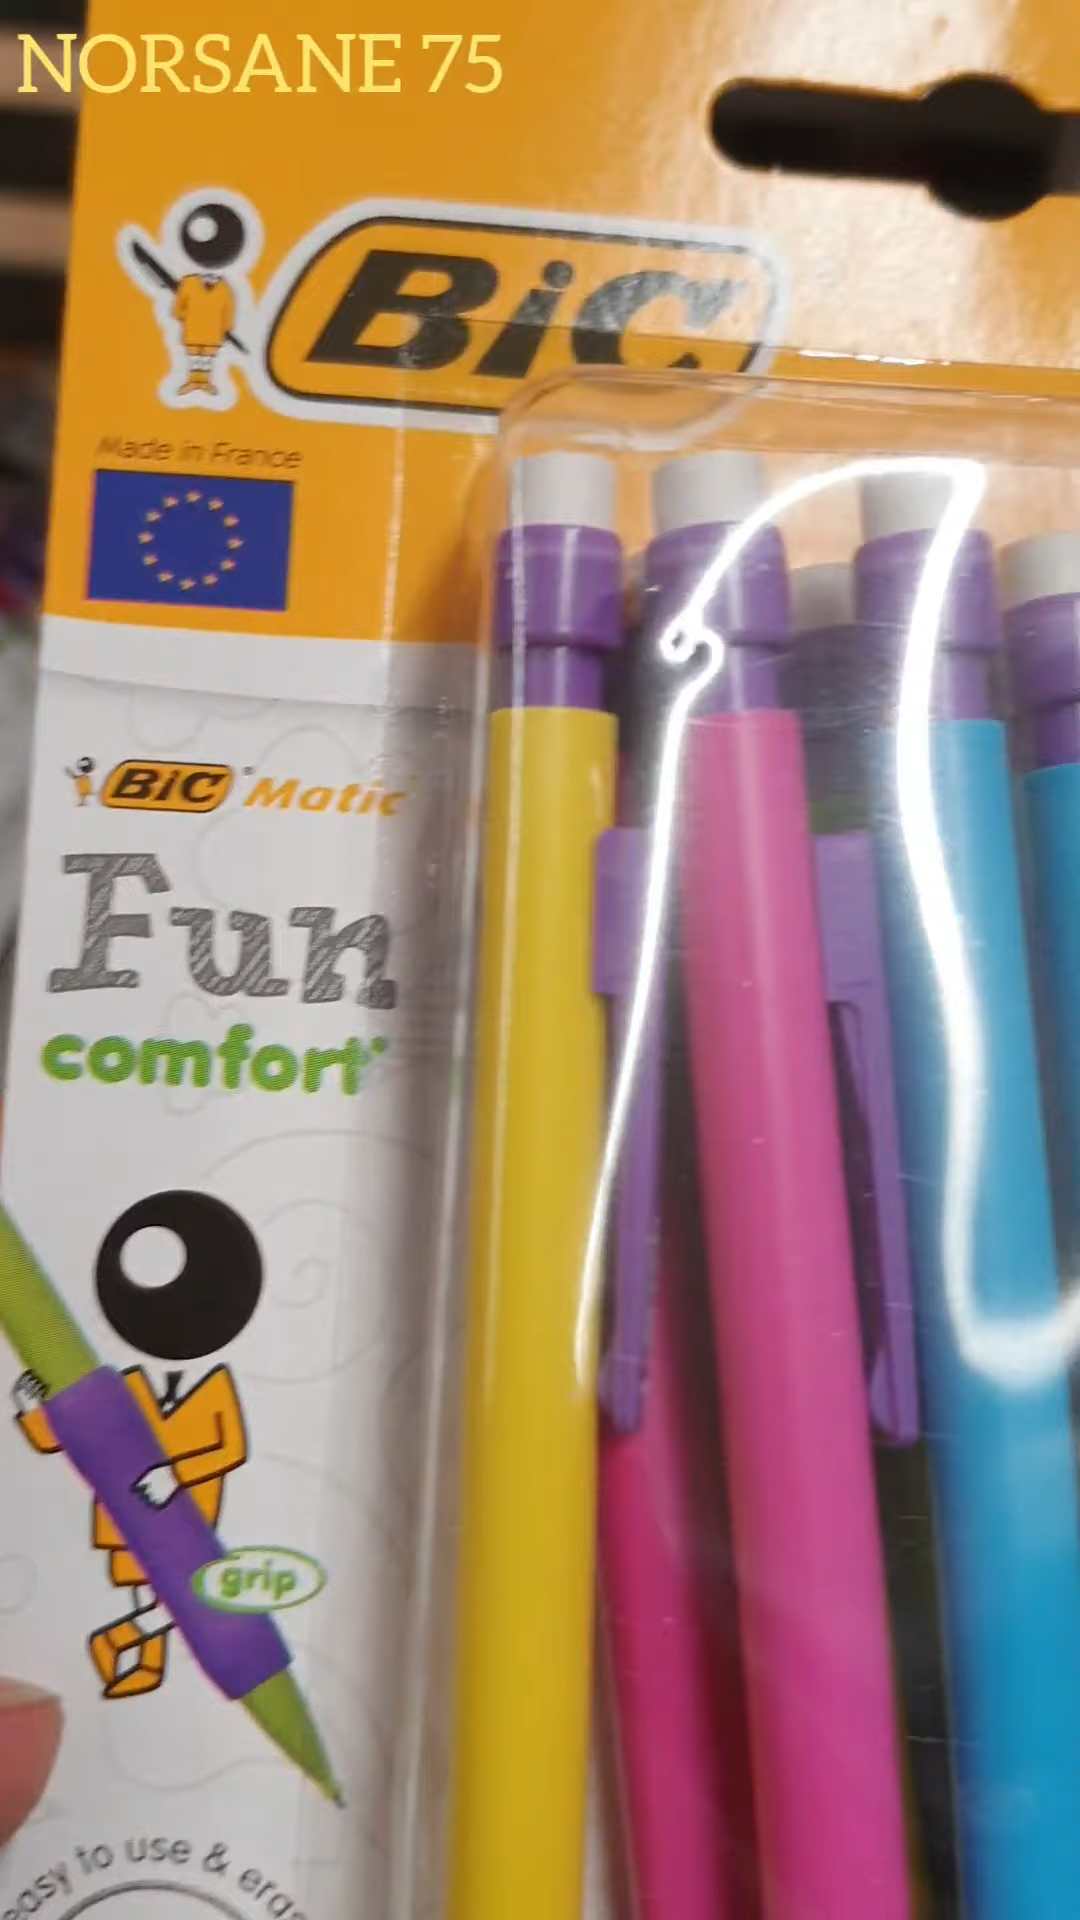 NORSANE 75
BiC
Made in France
BiC® Matic
Fun
comfort
grip
easy to use &